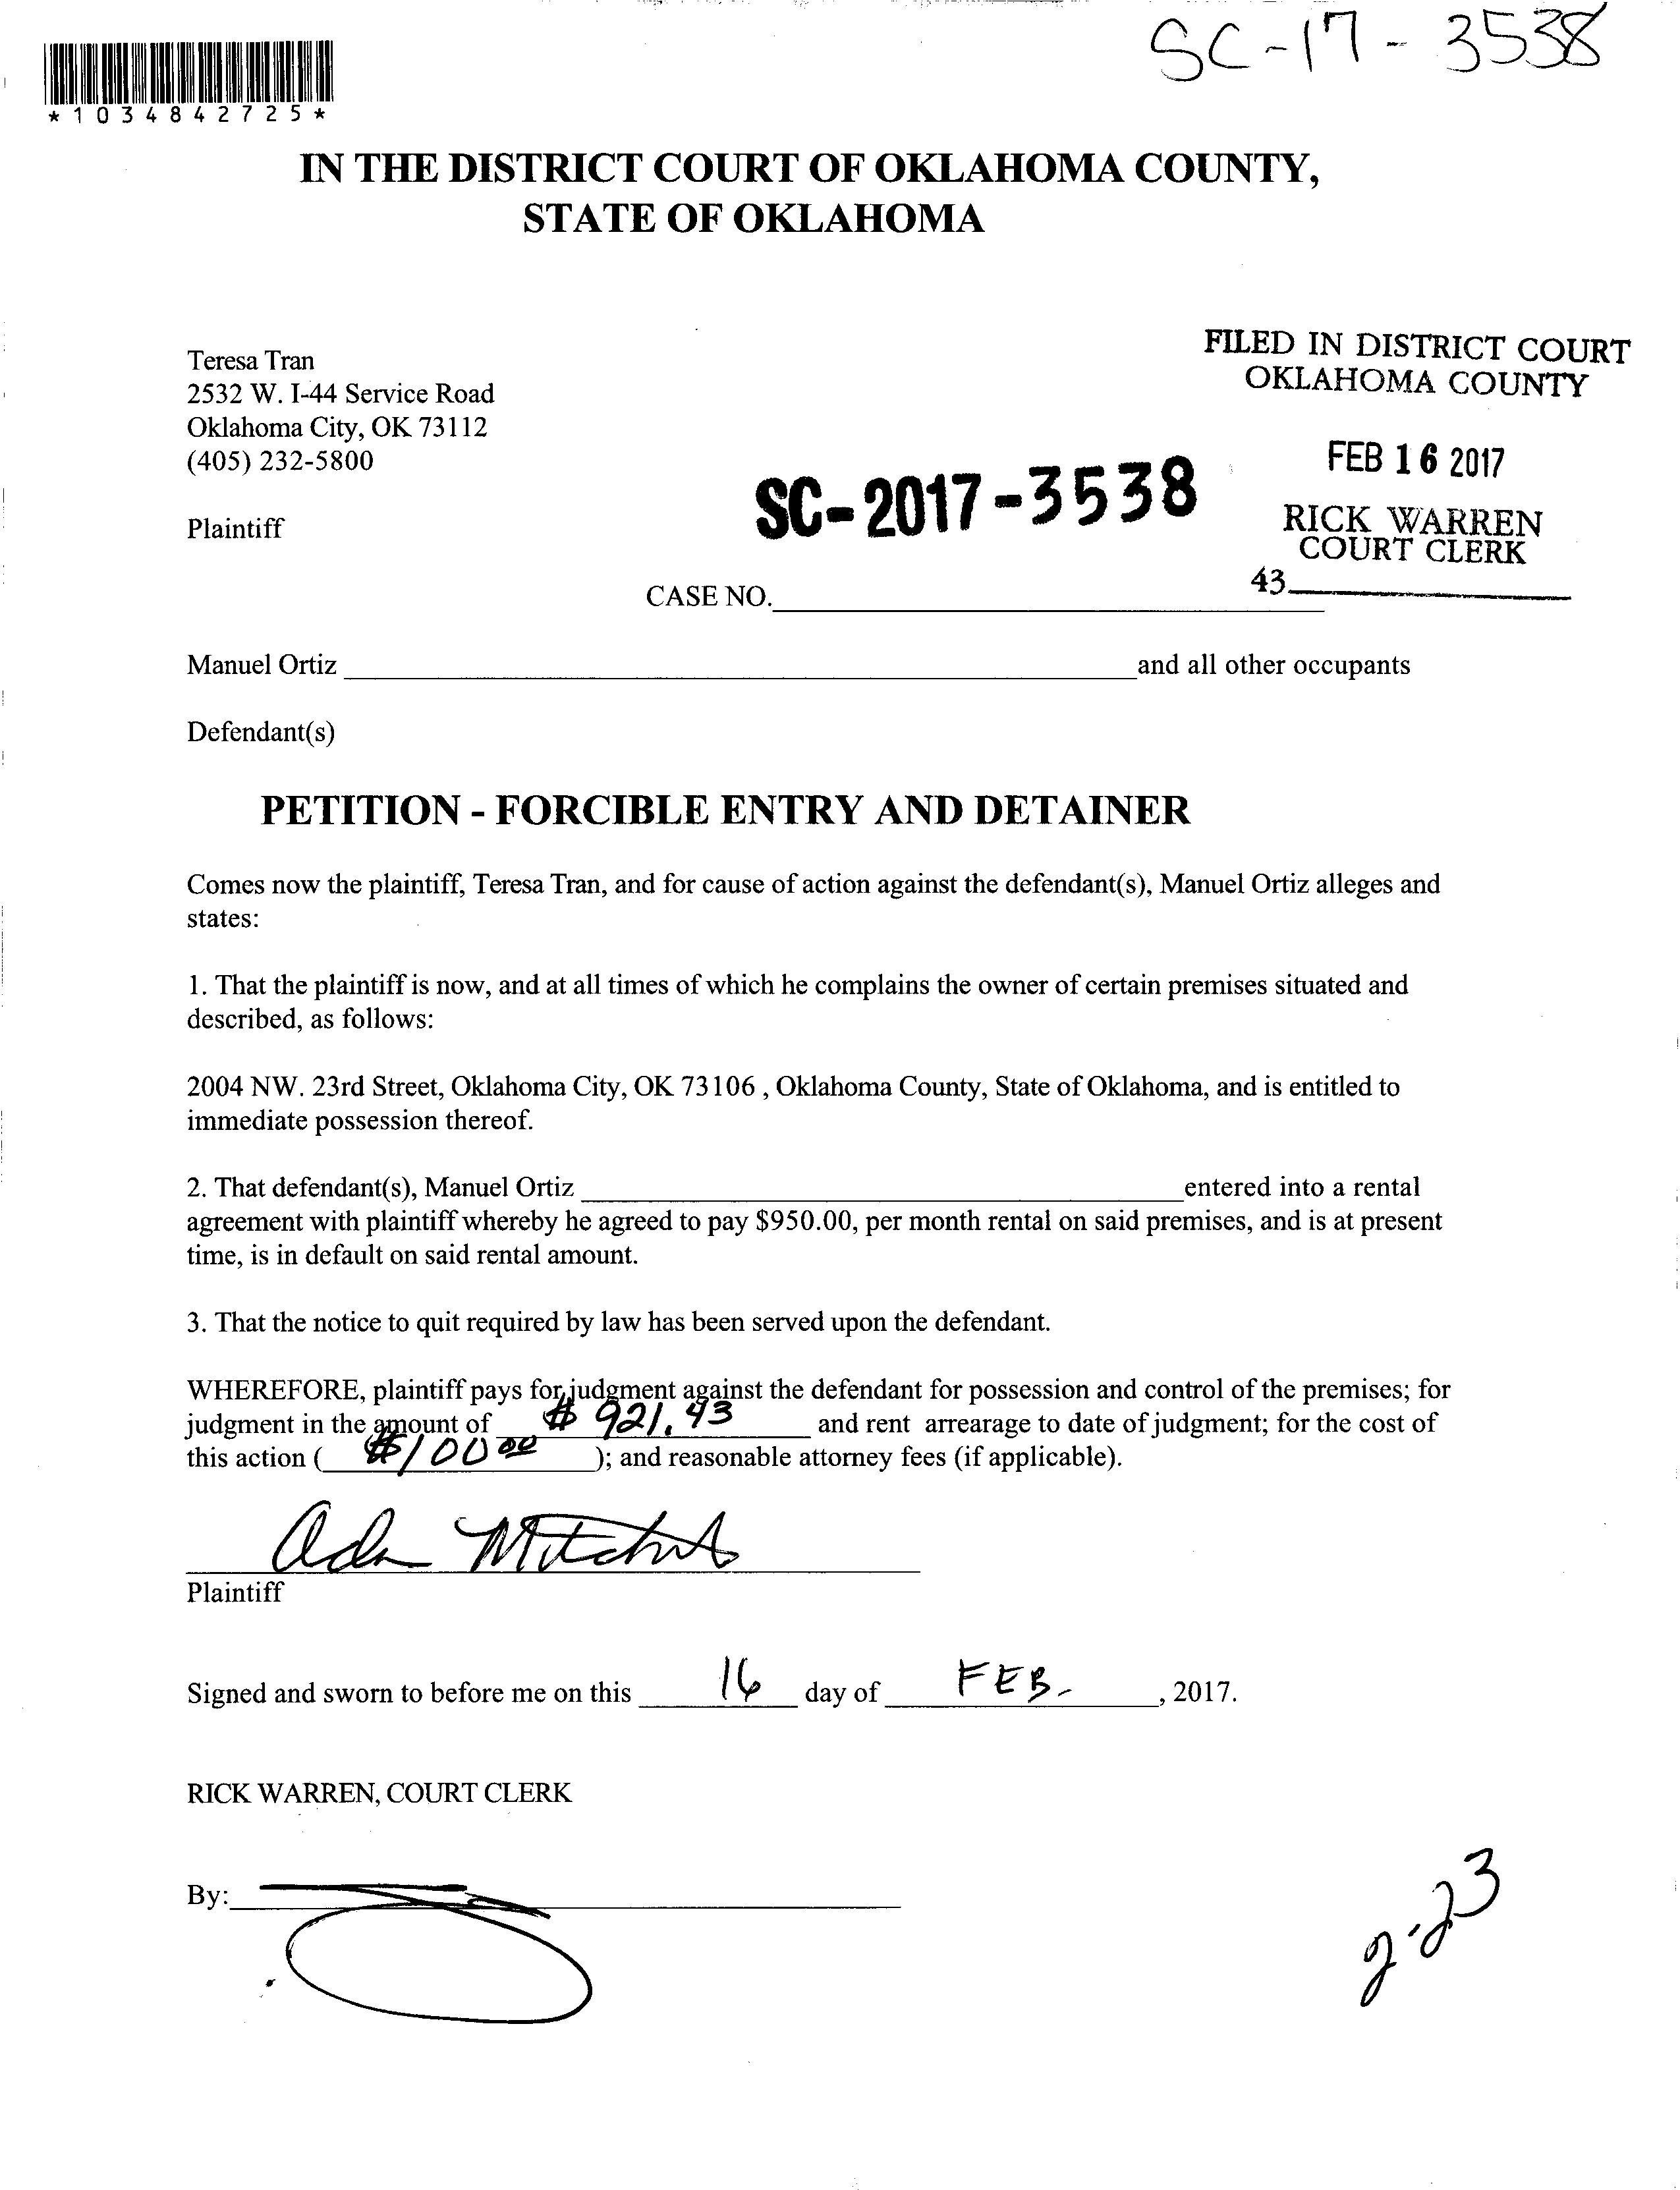 SC-17-3538
*1034842725*
IN THE DISTRICT COURT OF OKLAHOMA COUNTY,
STATE OF OKLAHOMA
Teresa Tran
2532 W. I-44 Service Road
Oklahoma City, OK 73112
(405) 232-5800
Plaintiff
FILED IN DISTRICT COURT
OKLAHOMA COUNTY
FEB 16 2017
RICK WARREN
COURT CLERK
43
SC-2017-3538
CASE NO.
Manuel Ortiz and all other occupants
Defendant(s)
PETITION - FORCIBLE ENTRY AND DETAINER
Comes now the plaintiff, Teresa Tran, and for cause of action against the defendant(s), Manuel Ortiz alleges and
states:
1. That the plaintiff is now, and at all times of which he complains the owner of certain premises situated and
described, as follows:
2004 NW. 23rd Street, Oklahoma City, OK 73106 , Oklahoma County, State of Oklahoma, and is entitled to
immediate possession thereof.
2. That defendant(s), Manuel Ortiz entered into a rental
agreement with plaintiff whereby he agreed to pay $950.00, per month rental on said premises, and is at present
time, is in default on said rental amount.
3. That the notice to quit required by law has been served upon the defendant.
WHEREFORE, plaintiff pays for judgment against the defendant for possession and control of the premises; for
judgment in the amount of $ 921.43 and rent arrearage to date of judgment; for the cost of
this action ( $100 00 ); and reasonable attorney fees (if applicable).
Plaintiff
Signed and sworn to before me on this 16 day of FEB. , 2017.
RICK WARREN, COURT CLERK
By:
2-23